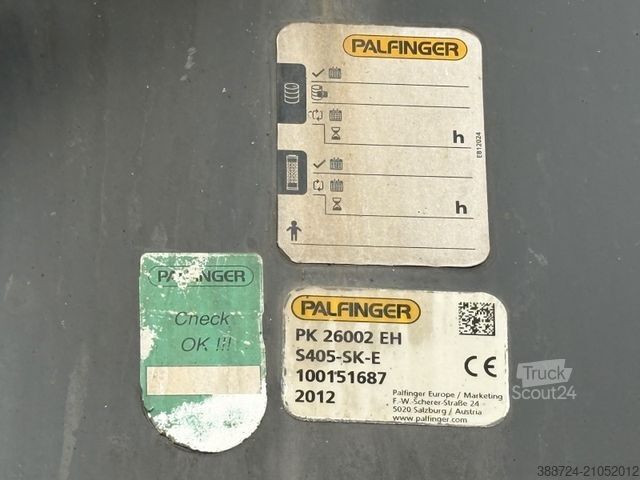 PALFINGER
h
EB12024
h
PALFINGER
Check
OK !!!
PALFINGER
PK 26002 EH
S405-SK-E
100151687
2012
CE
Palfinger Europe / Marketing
F.-W.-Scherer-Straße 24
5020 Salzburg / Austria
www.palfinger.com
Truck
Scout24
388724-21052012